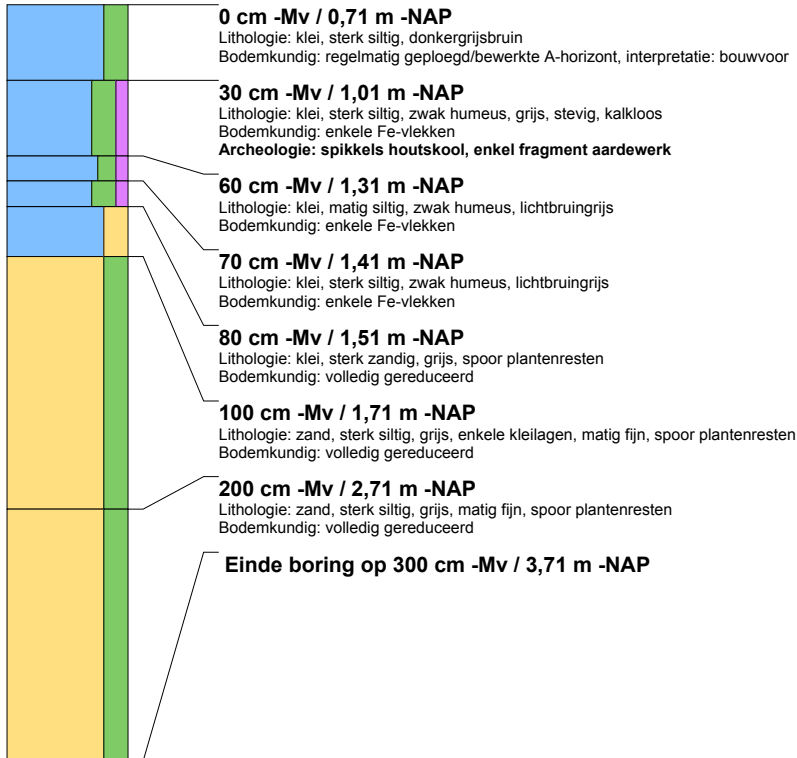 0 cm -Mv / 0,71 m -NAP
Lithologie: klei, sterk siltig, donkergrijsbruin
Bodemkundig: regelmatig geploegd/bewerkte A-horizont, interpretatie: bouwvoor
30 cm -Mv / 1,01 m -NAP
Lithologie: klei, sterk siltig, zwak humeus, grijs, stevig, kalkloos
Bodemkundig: enkele Fe-vlekken
Archeologie: spikkels houtskool, enkel fragment aardewerk
60 cm -Mv / 1,31 m -NAP
Lithologie: klei, matig siltig, zwak humeus, lichtbruingrijs
Bodemkundig: enkele Fe-vlekken
70 cm -Mv / 1,41 m -NAP
Lithologie: klei, sterk siltig, zwak humeus, lichtbruingrijs
Bodemkundig: enkele Fe-vlekken
80 cm -Mv / 1,51 m -NAP
Lithologie: klei, sterk zandig, grijs, spoor plantenresten
Bodemkundig: volledig gereduceerd
100 cm -Mv / 1,71 m -NAP
Lithologie: zand, sterk siltig, grijs, enkele kleilagen, matig fijn, spoor plantenresten
Bodemkundig: volledig gereduceerd
200 cm -Mv / 2,71 m -NAP
Lithologie: zand, sterk siltig, grijs, matig fijn, spoor plantenresten
Bodemkundig: volledig gereduceerd
Einde boring op 300 cm -Mv / 3,71 m -NAP